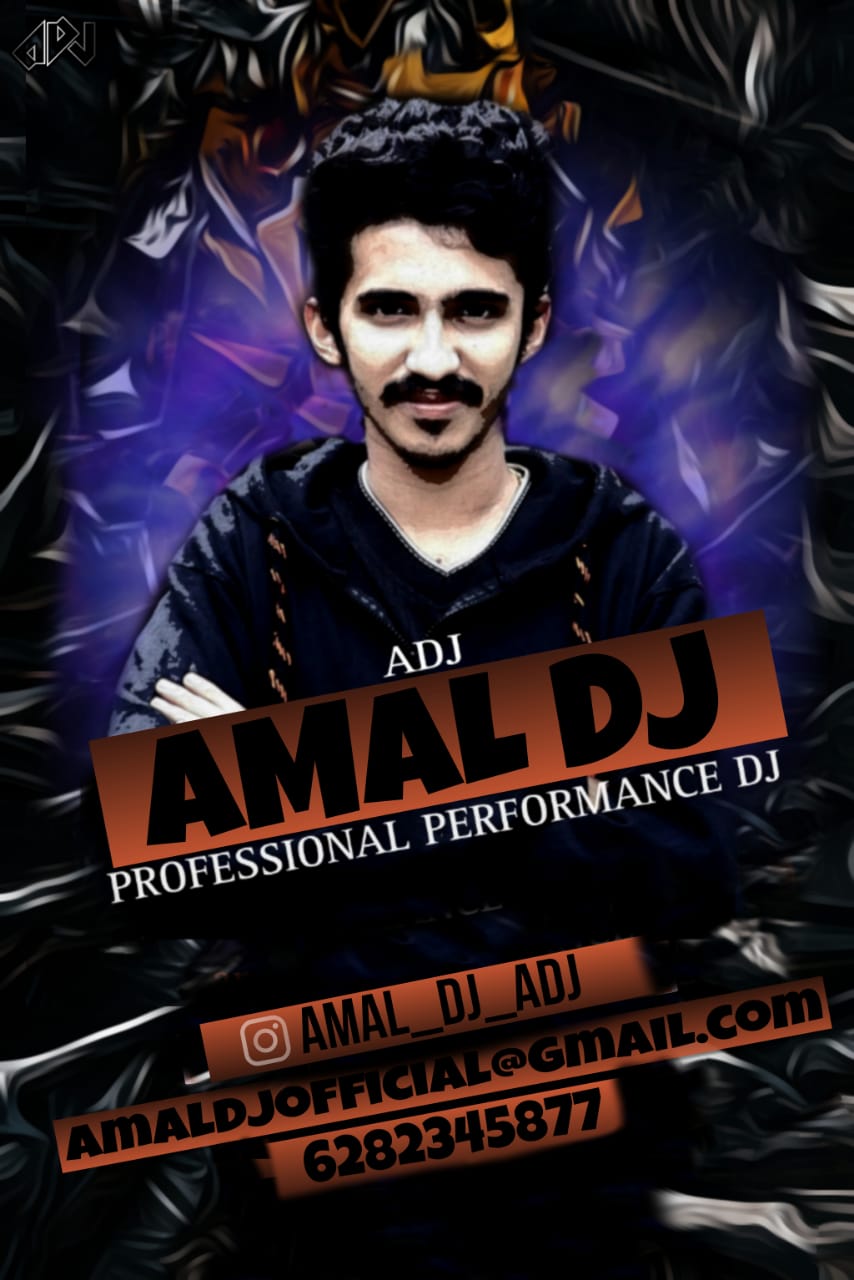 ADJ
ADJ
AMAL DJ
PROFESSIONAL PERFORMANCE DJ
AMAL_DJ_ADJ
AMALDJOFFICIAL@GMAIL.COM
6282345877